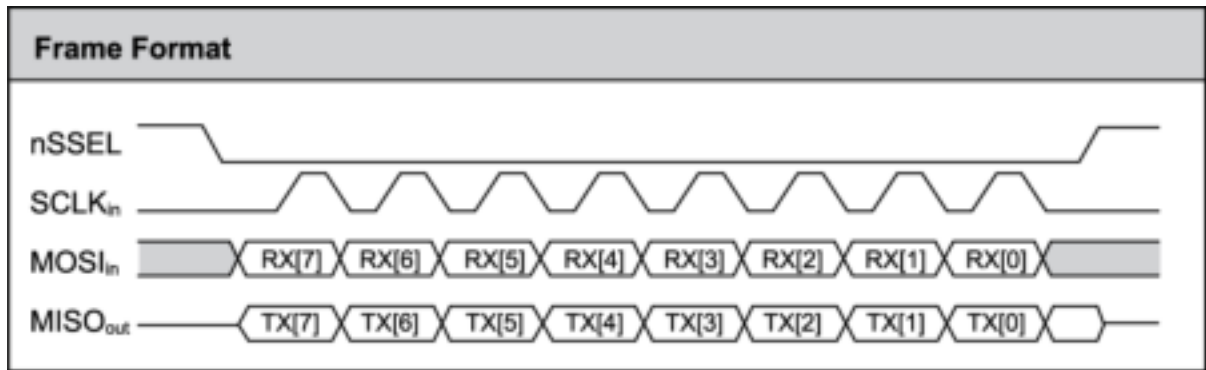 Frame Format
nSSEL
SCLKin
MOSIin RX[7] RX[6] RX[5] RX[4] RX[3] RX[2] RX[1] RX[0]
MISOout TX[7] TX[6] TX[5] TX[4] TX[3] TX[2] TX[1] TX[0]